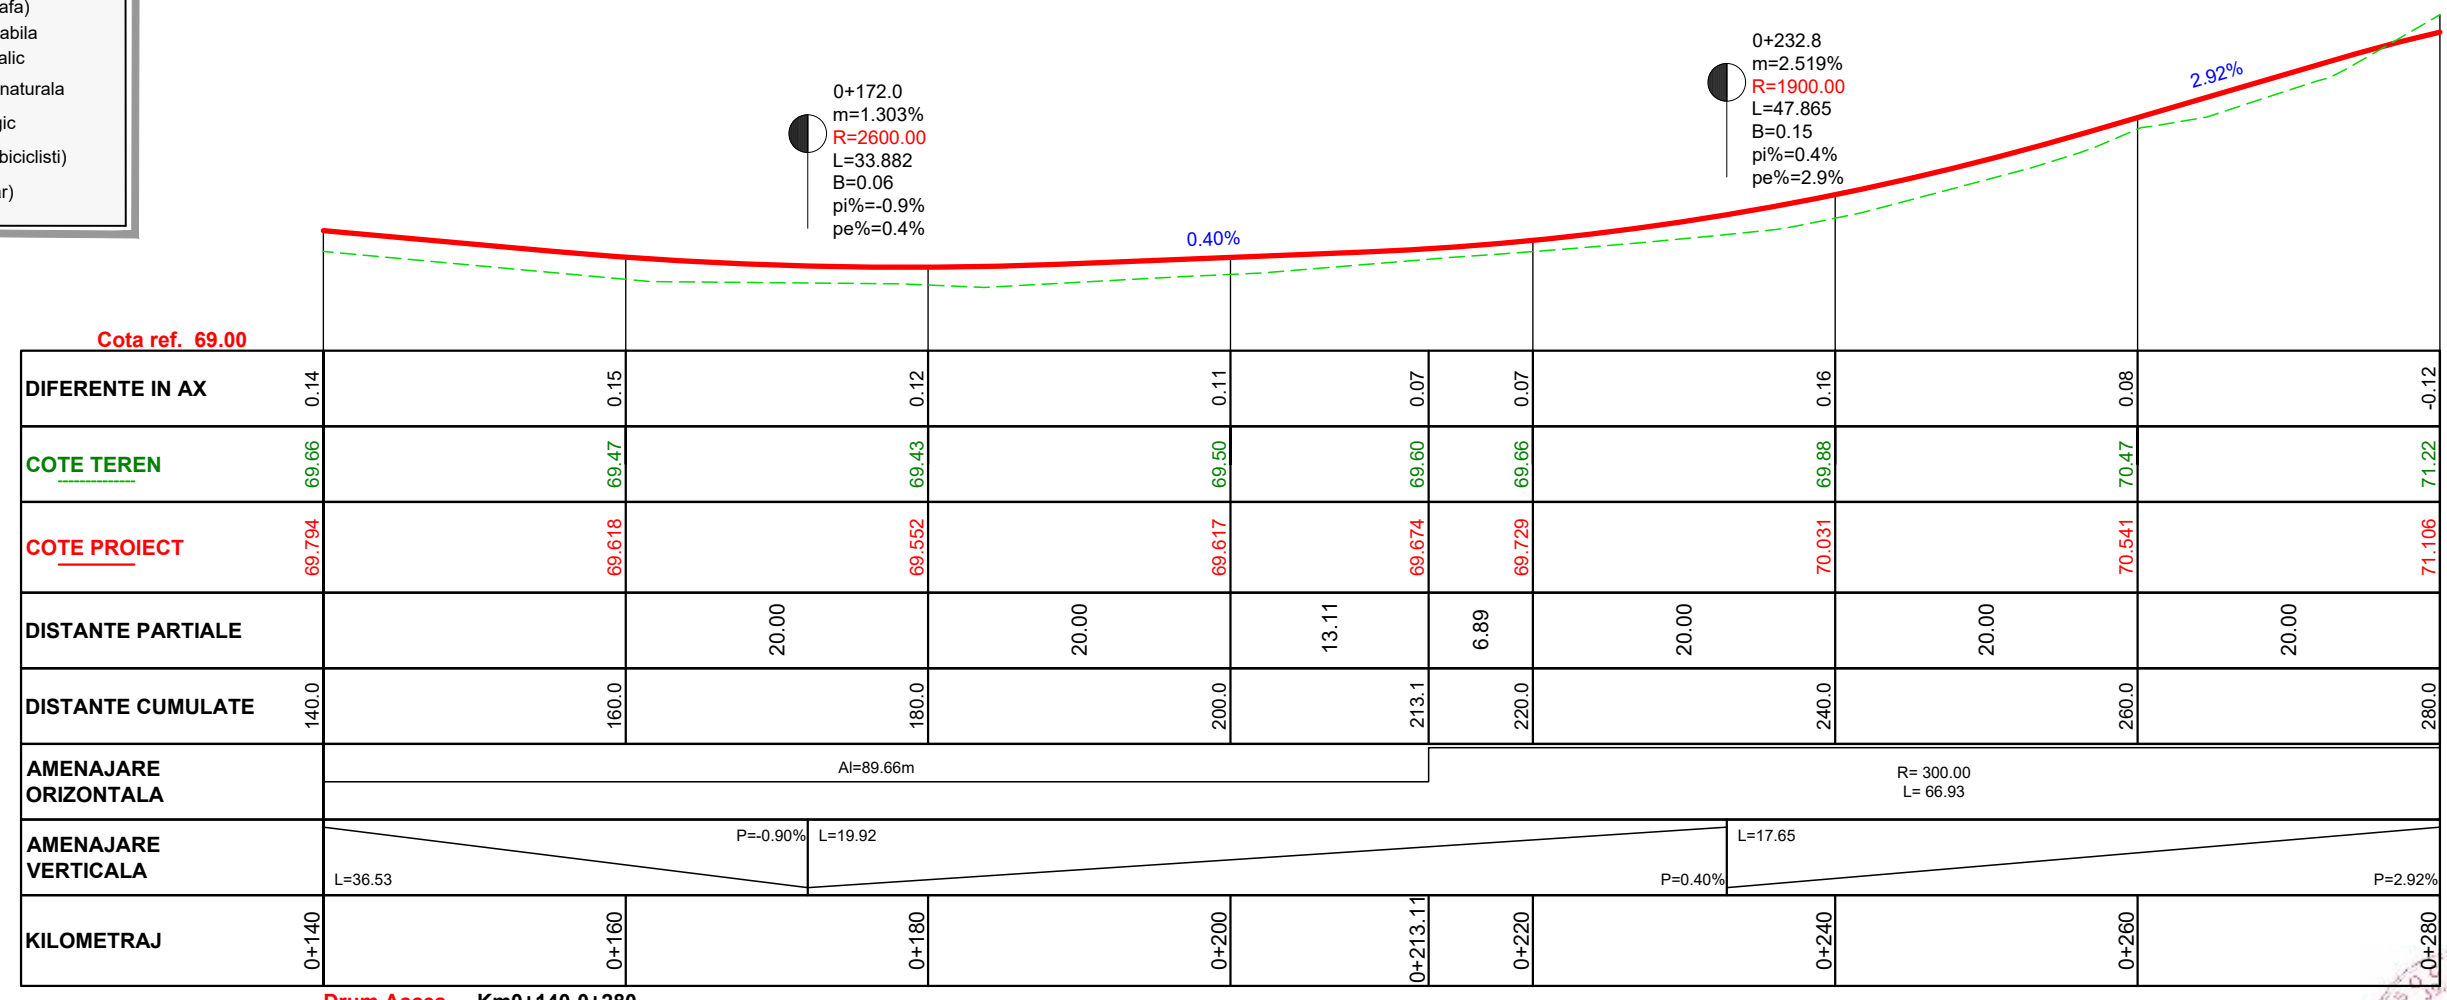 afa)
abila
alic
naturala
gic
biciclisti)
ar)
0+172.0
m=1.303%
R=2600.00
L=33.882
B=0.06
pi%=-0.9%
pe%=0.4%
0.40%
0+232.8
m=2.519%
R=1900.00
L=47.865
B=0.15
pi%=0.4%
pe%=2.9%
2.92%
Cota ref. 69.00
DIFERENTE IN AX 0.14 0.15 0.12 0.11 0.07 0.07 0.16 0.08 -0.12
COTE TEREN 69.66 69.47 69.43 69.50 69.60 69.66 69.88 70.47 71.22
COTE PROIECT 69.794 69.618 69.552 69.617 69.674 69.729 70.031 70.541 71.106
DISTANTE PARTIALE 20.00 20.00 13.11 6.89 20.00 20.00 20.00
DISTANTE CUMULATE 140.0 160.0 180.0 200.0 213.1 220.0 240.0 260.0 280.0
AMENAJARE
ORIZONTALA
Al=89.66m
R= 300.00
L= 66.93
AMENAJARE
VERTICALA
L=36.53
P=-0.90%
L=19.92
P=0.40%
L=17.65
P=2.92%
KILOMETRAJ 0+140 0+160 0+180 0+200 0+213.11 0+220 0+240 0+260 0+280
Drum Acces Km0+140-0+280